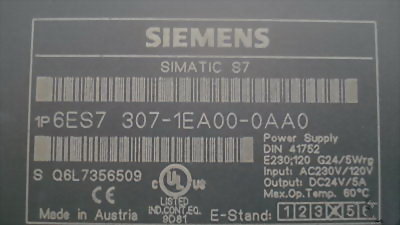 SIEMENS
SIMATIC S7
1P 6ES7 307-1EA00-0AA0
Power Supply
DIN 41752
E230;120 G24/5Wrg
Input: AC230V/120V
Output: DC24V/5A
Max.Op.Temp 60°C
S Q6L7356509
CE
UL
LISTED
IND.CONT.EQ.
9D81
Made in Austria
E-Stand: 1 2 3 X 5 6